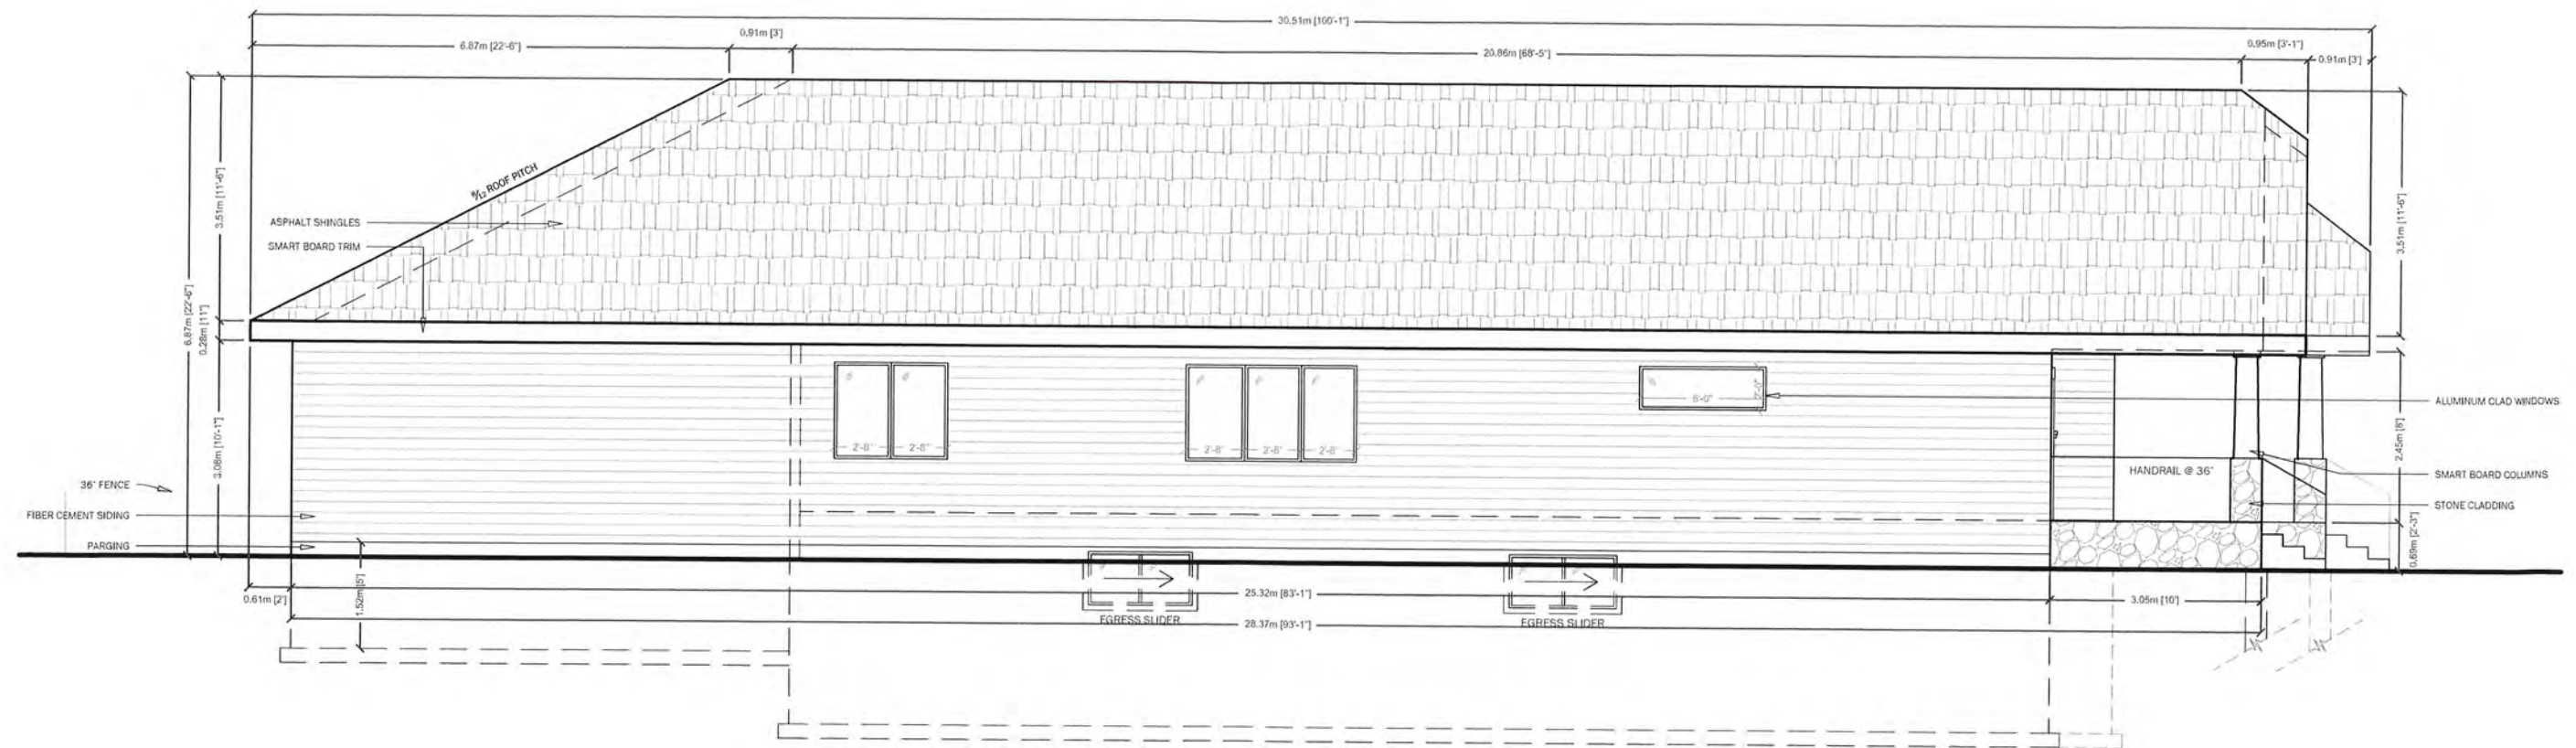 30.51m [100'-1"]
6.87m [22'-6"]
0.91m [3']
20.86m [68'-5"]
0.95m [3'-1"]
0.91m [3']
6.87m [22'-6"]
3.51m [11'-6"]
0.28m [11"]
3.08m [10'-1"]
ROOF PITCH
ASPHALT SHINGLES
SMART BOARD TRIM
36" FENCE
FIBER CEMENT SIDING
PARGING
2'-8"
2'-8"
2'-8"
2'-8"
2'-8"
6'-0"
2'-0"
3.51m [11'-6"]
2.45m [8']
0.69m [2'-3"]
ALUMINUM CLAD WINDOWS
HANDRAIL @ 36"
SMART BOARD COLUMNS
STONE CLADDING
0.61m [2']
1.52m [5']
25.32m [83'-1"]
3.05m [10']
EGRESS SLIDER
EGRESS SLIDER
28.37m [93'-1"]